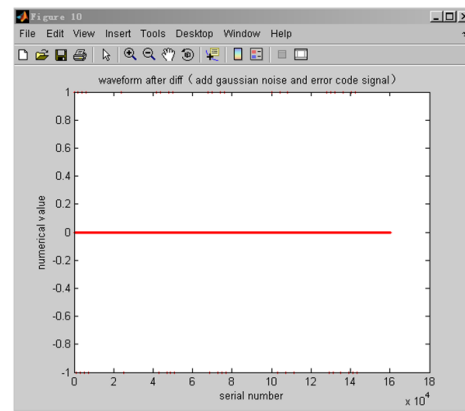 Figure 10
File Edit View Insert Tools Desktop Window Help
waveform after diff ( add gaussian noise and error code signal )
1
0.8
0.6
0.4
0.2
0
-0.2
-0.4
-0.6
-0.8
-1
numerical value
0 2 4 6 8 10 12 14 16 18
serial number
x 10^4